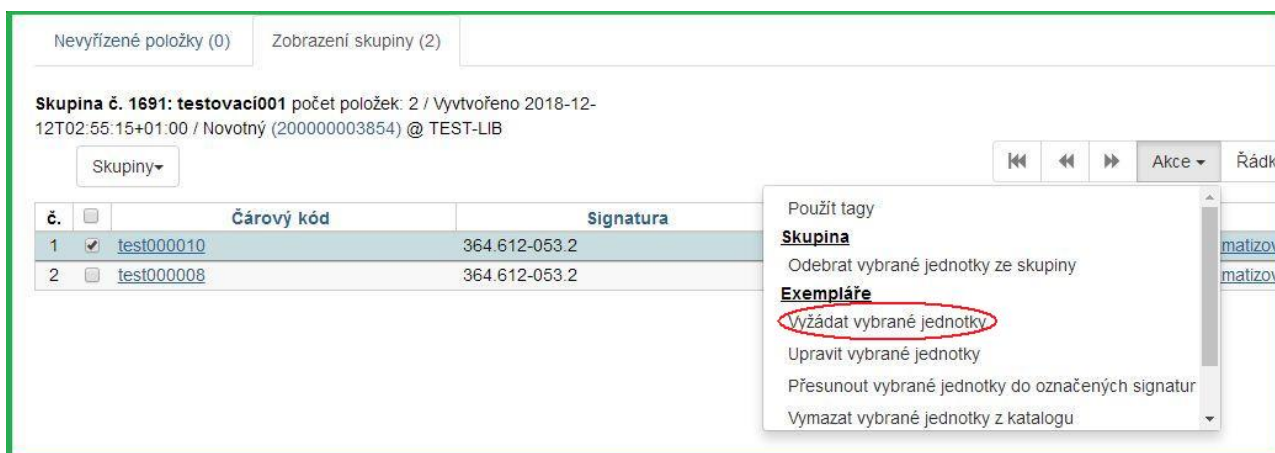 Nevyřízené položky (0) Zobrazení skupiny (2)
Skupina č. 1691: testovací001 počet položek: 2 / Vyvtvořeno 2018-12-
12T02:55:15+01:00 / Novotný (200000003854) @ TEST-LIB
Skupiny Akce Řádk
č. Čárový kód Signatura
1 test000010 364.612-053.2 matizov
2 test000008 364.612-053.2 matizov
Použít tagy
Skupina
Odebrat vybrané jednotky ze skupiny
Exempláře
Vyžádat vybrané jednotky
Upravit vybrané jednotky
Přesunout vybrané jednotky do označených signatur
Vymazat vybrané jednotky z katalogu